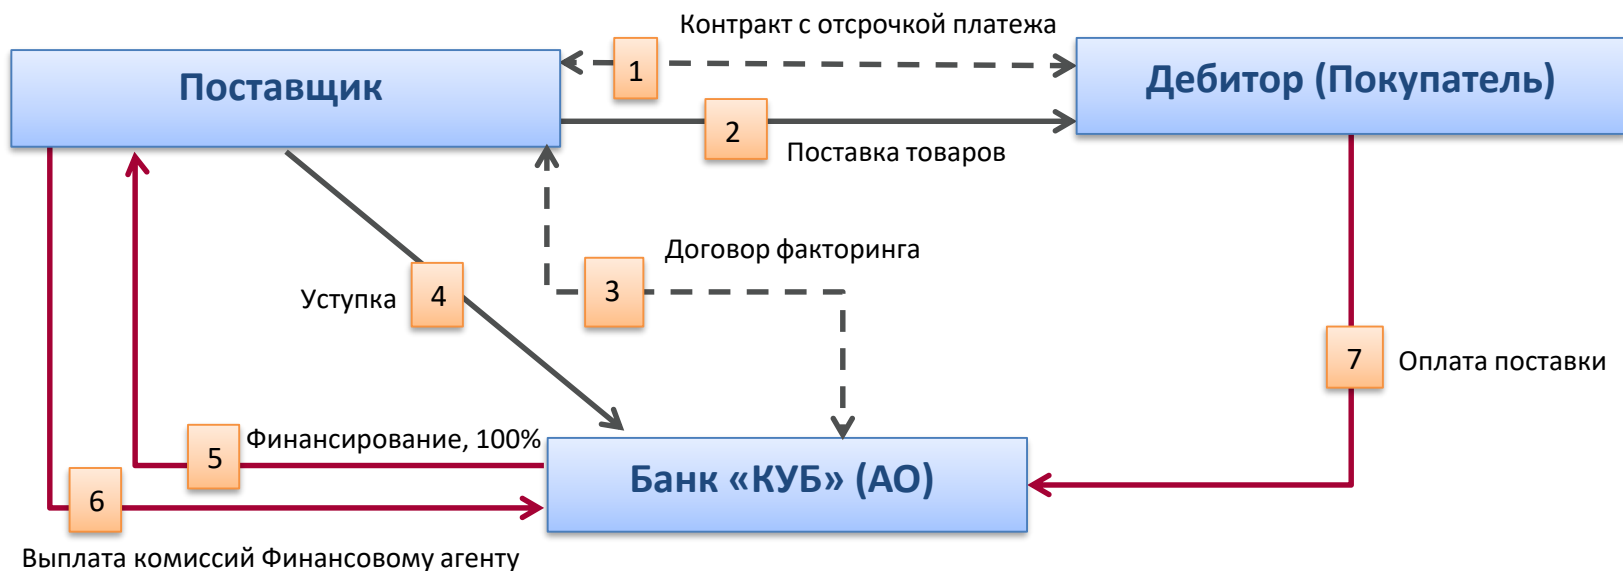 Контракт с отсрочкой платежа
1
Поставщик
Дебитор (Покупатель)
2
Поставка товаров
Договор факторинга
3
4
Уступка
7
Оплата поставки
5
Финансирование, 100%
Банк «КУБ» (АО)
6
Выплата комиссий Финансовому агенту